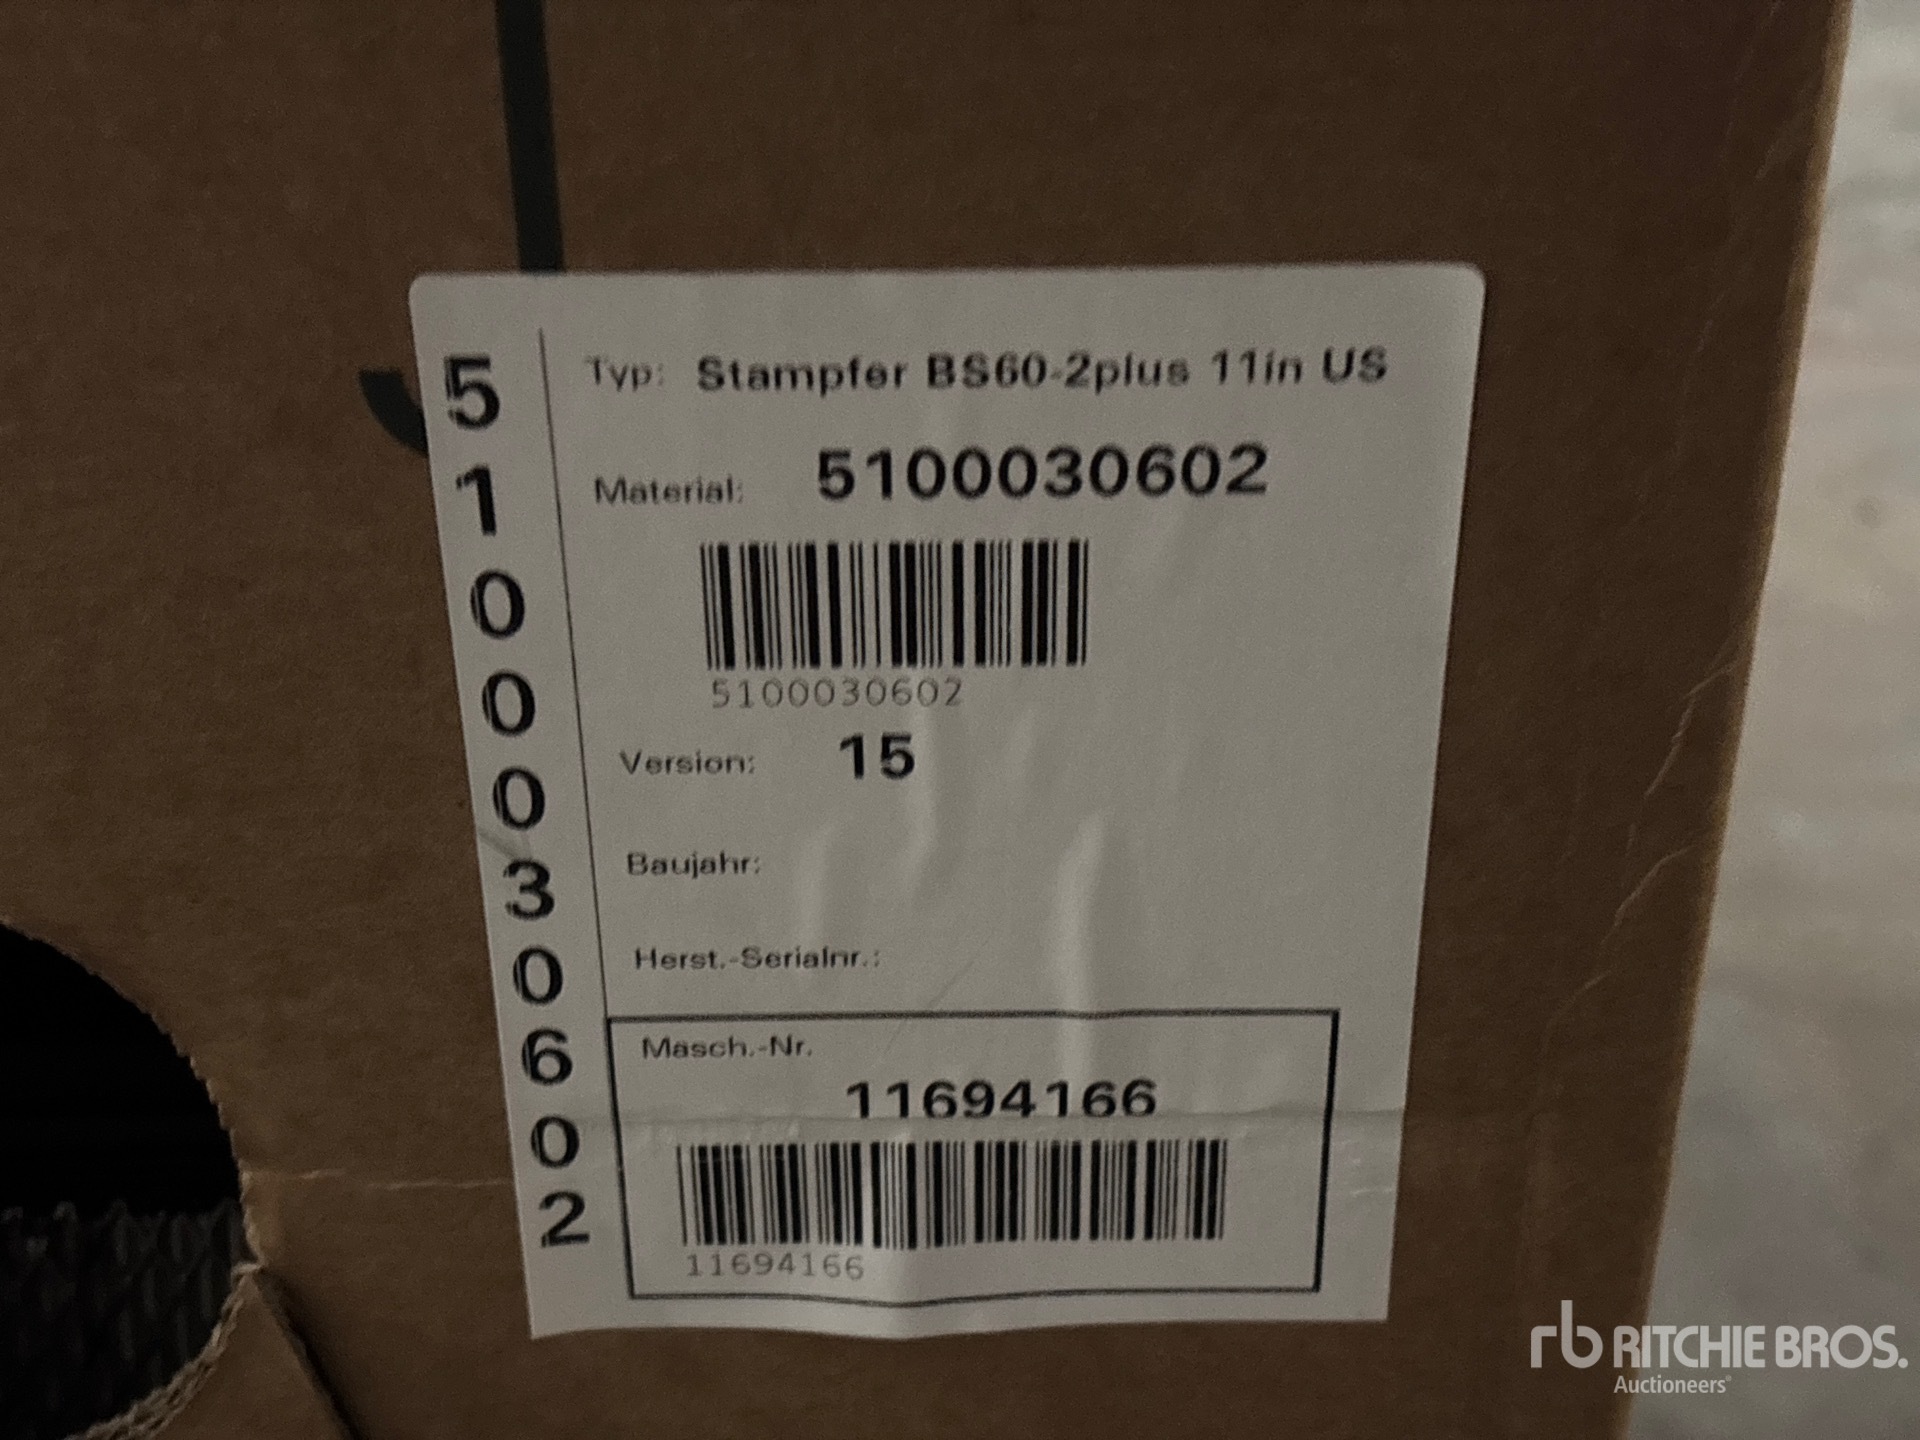 5100030602
Typ: Stampfer BS60-2plus 11in US
Material: 5100030602
5100030602
Version: 15
Baujahr:
Herst.-Serialnr.:
Masch.-Nr.
11694166
11694166
rb RITCHIE BROS.
Auctioneers